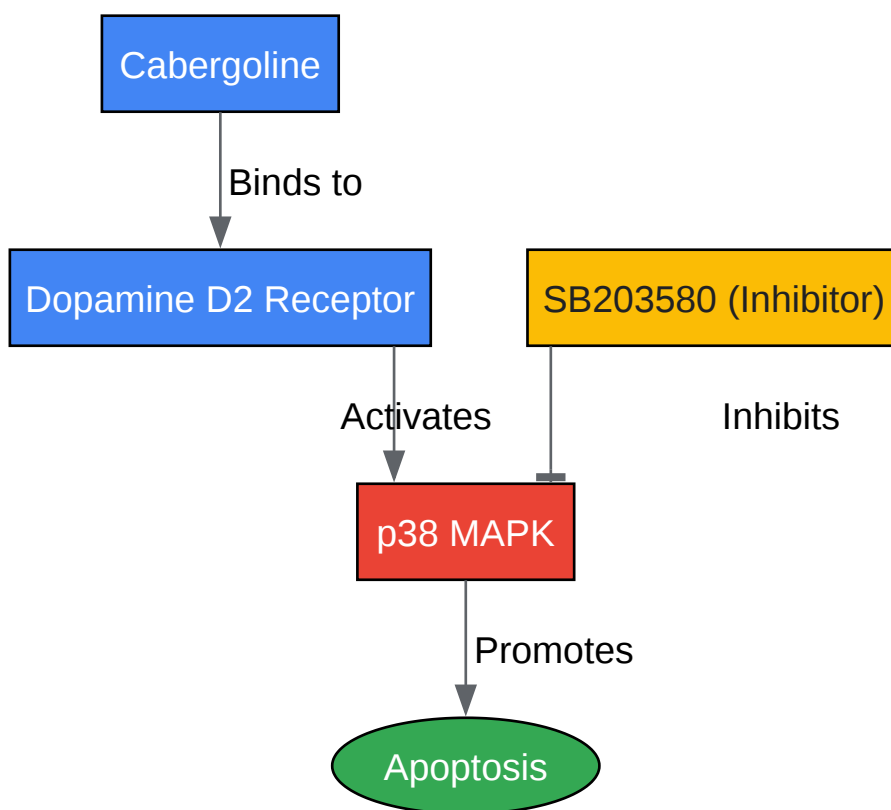 Cabergoline
Binds to
Dopamine D2 Receptor
SB203580 (Inhibitor)
Activates
Inhibits
p38 MAPK
Promotes
Apoptosis